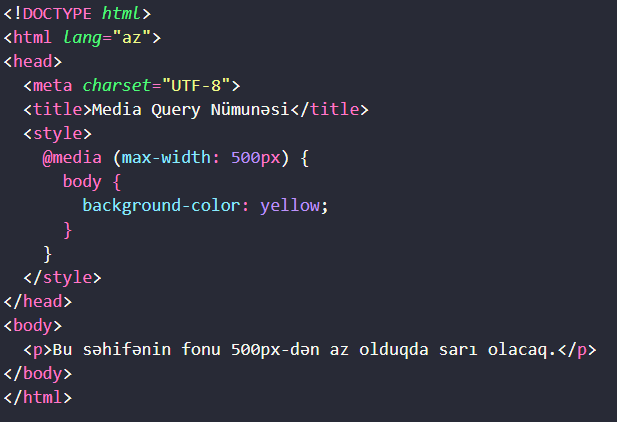 <!DOCTYPE html>
<html lang="az">
<head>
  <meta charset="UTF-8">
  <title>Media Query Nümunəsi</title>
  <style>
    @media (max-width: 500px) {
      body {
        background-color: yellow;
      }
    }
  </style>
</head>
<body>
  <p>Bu səhifənin fonu 500px-dən az olduqda sarı olacaq.</p>
</body>
</html>